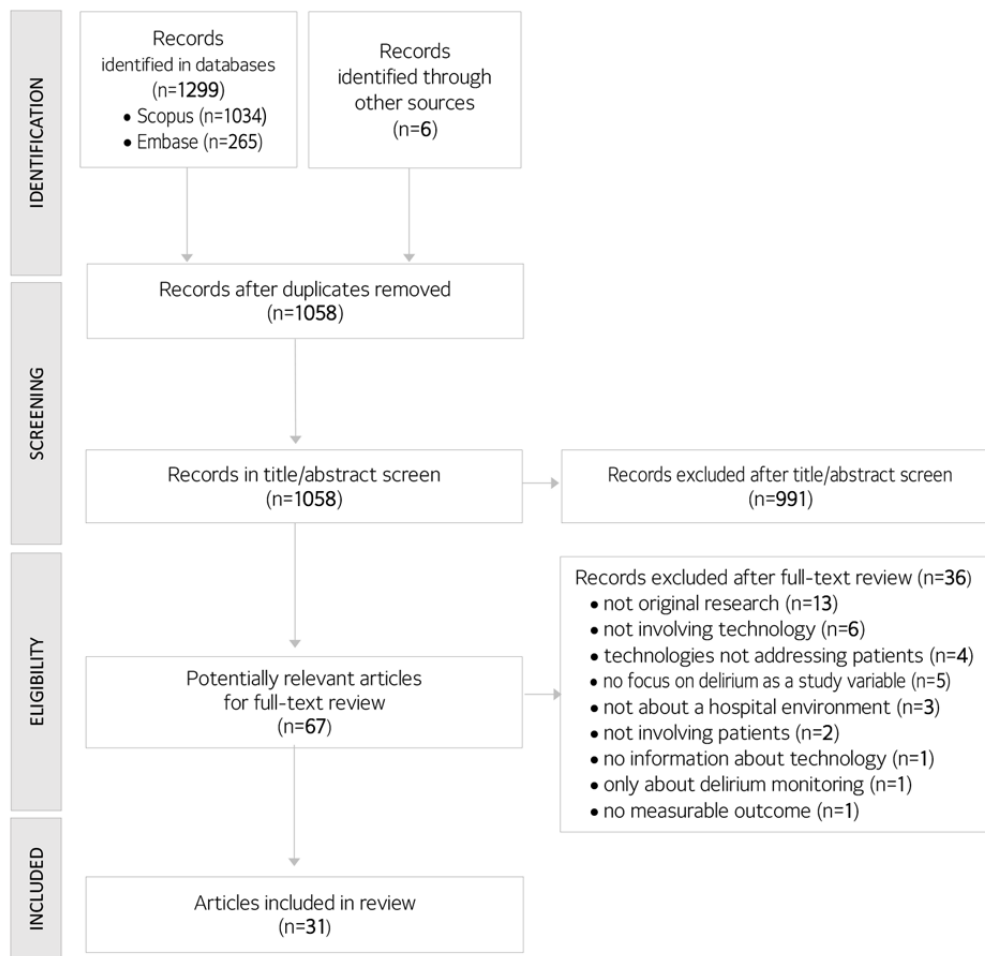 IDENTIFICATION
Records
identified in databases
(n=1299)
• Scopus (n=1034)
• Embase (n=265)
Records
identified through
other sources
(n=6)
SCREENING
Records after duplicates removed
(n=1058)
Records in title/abstract screen
(n=1058)
Records excluded after title/abstract screen
(n=991)
ELIGIBILITY
Potentially relevant articles
for full-text review
(n=67)
Records excluded after full-text review (n=36)
• not original research (n=13)
• not involving technology (n=6)
• technologies not addressing patients (n=4)
• no focus on delirium as a study variable (n=5)
• not about a hospital environment (n=3)
• not involving patients (n=2)
• no information about technology (n=1)
• only about delirium monitoring (n=1)
• no measurable outcome (n=1)
INCLUDED
Articles included in review
(n=31)